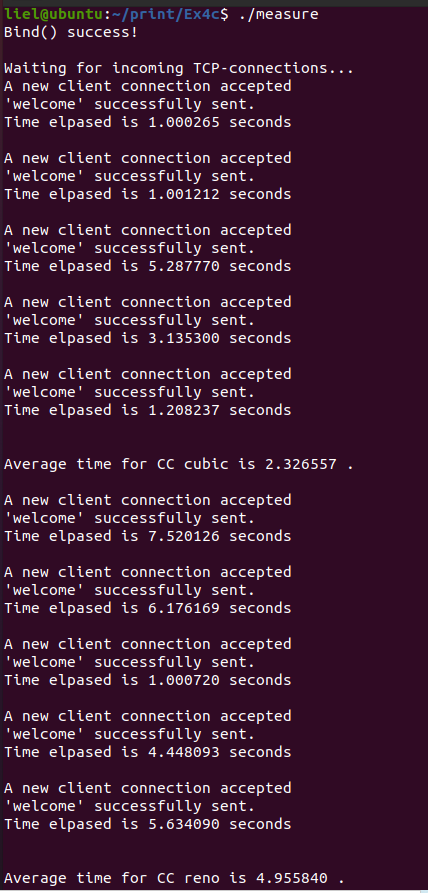 liel@ubuntu:~/print/Ex4c$ ./measure
Bind() success!
Waiting for incoming TCP-connections...
A new client connection accepted
'welcome' successfully sent.
Time elpased is 1.000265 seconds
A new client connection accepted
'welcome' successfully sent.
Time elpased is 1.001212 seconds
A new client connection accepted
'welcome' successfully sent.
Time elpased is 5.287770 seconds
A new client connection accepted
'welcome' successfully sent.
Time elpased is 3.135300 seconds
A new client connection accepted
'welcome' successfully sent.
Time elpased is 1.208237 seconds
Average time for CC cubic is 2.326557 .
A new client connection accepted
'welcome' successfully sent.
Time elpased is 7.520126 seconds
A new client connection accepted
'welcome' successfully sent.
Time elpased is 6.176169 seconds
A new client connection accepted
'welcome' successfully sent.
Time elpased is 1.000720 seconds
A new client connection accepted
'welcome' successfully sent.
Time elpased is 4.448093 seconds
A new client connection accepted
'welcome' successfully sent.
Time elpased is 5.634090 seconds
Average time for CC reno is 4.955840 .